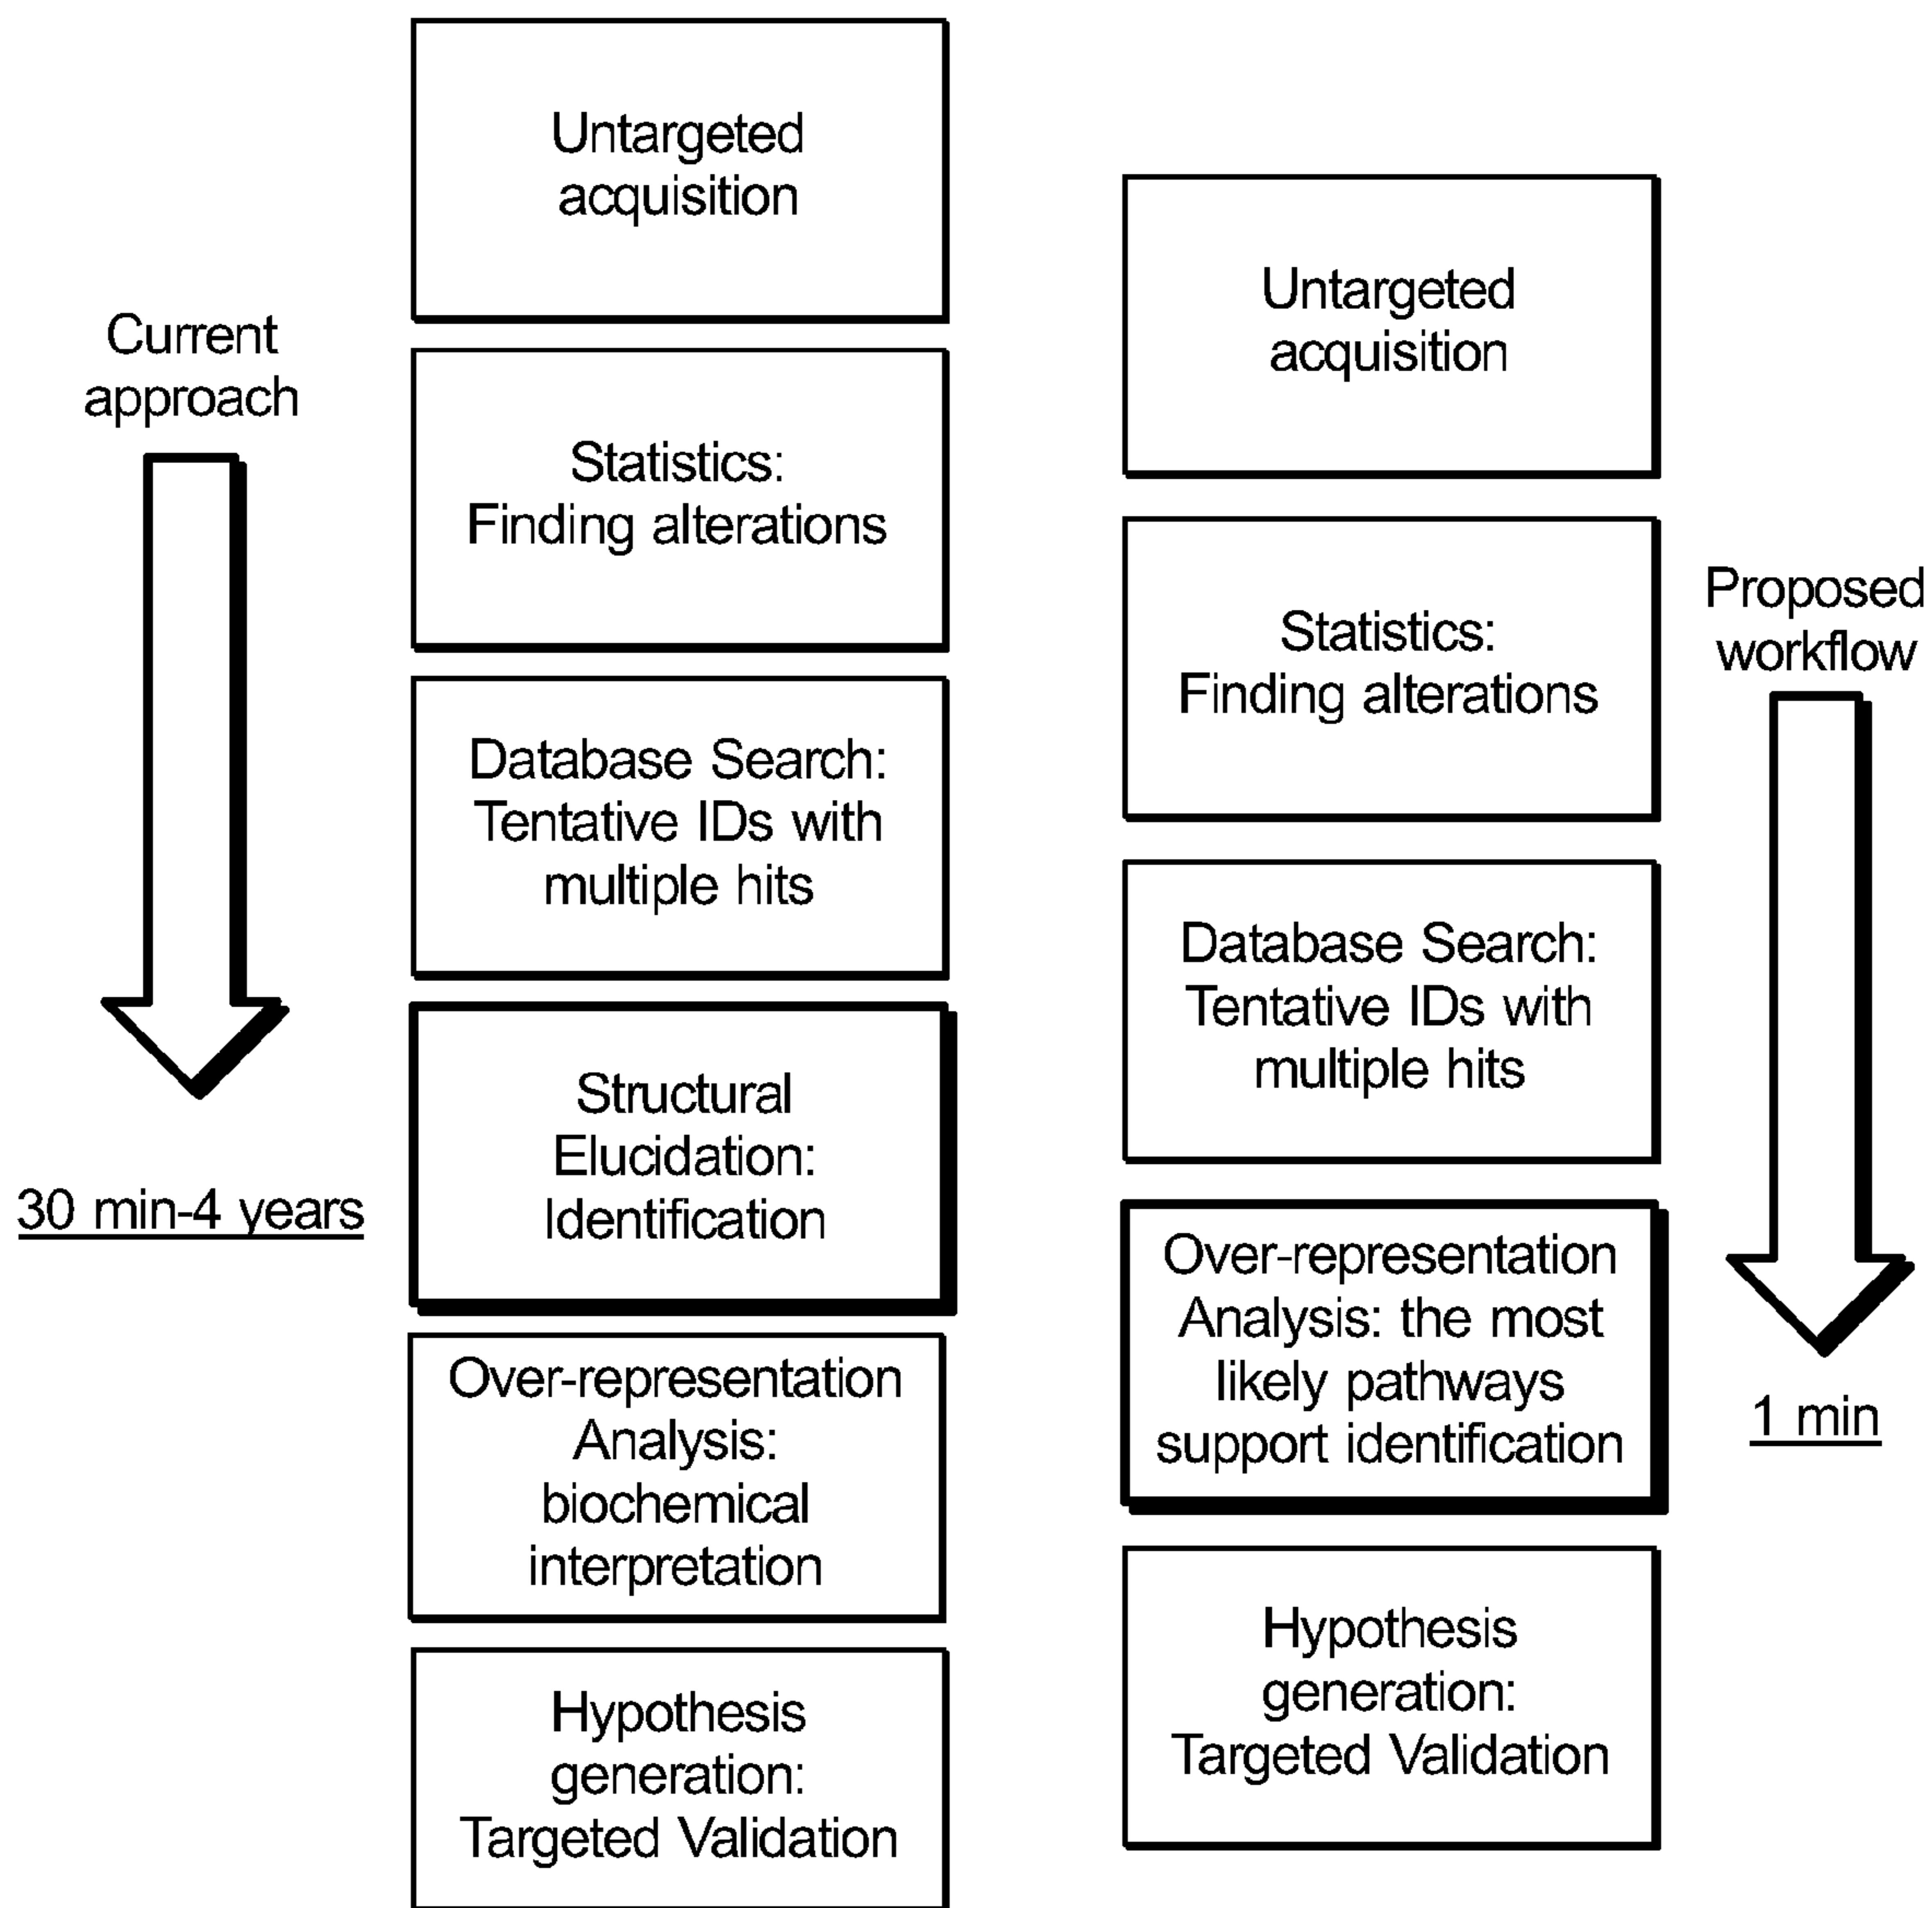 Current
approach
30 min-4 years
Untargeted
acquisition
Statistics:
Finding alterations
Database Search:
Tentative IDs with
multiple hits
Structural
Elucidation:
Identification
Over-representation
Analysis:
biochemical
interpretation
Hypothesis
generation:
Targeted Validation
Untargeted
acquisition
Statistics:
Finding alterations
Database Search:
Tentative IDs with
multiple hits
Over-representation
Analysis: the most
likely pathways
support identification
Hypothesis
generation:
Targeted Validation
Proposed
workflow
1 min